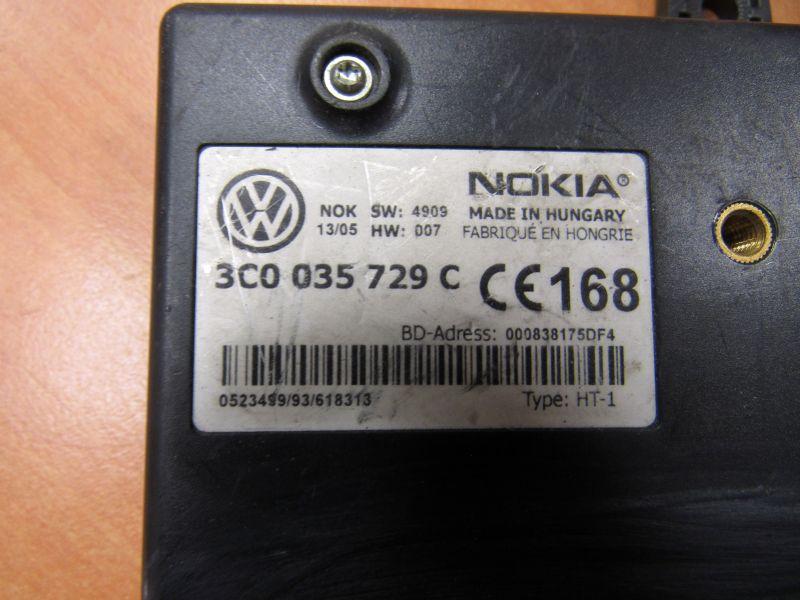 NOK SW: 4909
13/05 HW: 007
NOKIA®
MADE IN HUNGARY
FABRIQUÉ EN HONGRIE
3C0 035 729 C
CE168
BD-Adress: 000838175DF4
0523499/93/618313
Type: HT-1